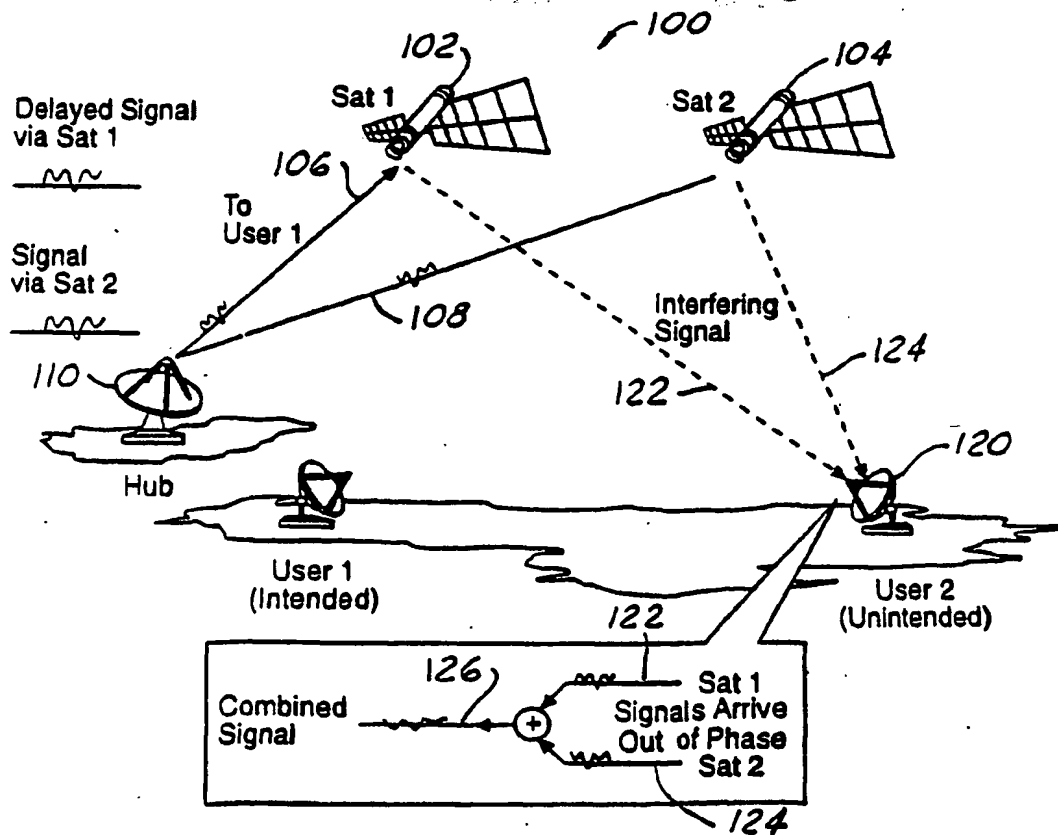 100
102
104
Sat 1
Sat 2
Delayed Signal
via Sat 1
106
To
User 1
Signal
via Sat 2
108
Interfering
Signal
124
122
110
120
Hub
User 1
(Intended)
User 2
(Unintended)
122
126
Sat 1
Combined
Signal
+
Signals Arrive
Out of Phase
Sat 2
124